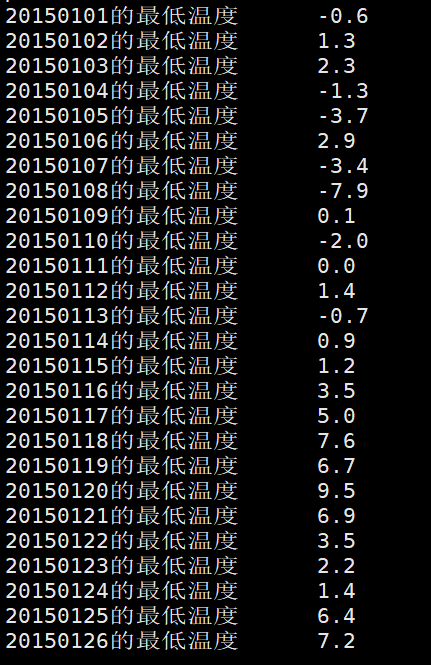 20150101的最低温度 -0.6
20150102的最低温度 1.3
20150103的最低温度 2.3
20150104的最低温度 -1.3
20150105的最低温度 -3.7
20150106的最低温度 2.9
20150107的最低温度 -3.4
20150108的最低温度 -7.9
20150109的最低温度 0.1
20150110的最低温度 -2.0
20150111的最低温度 0.0
20150112的最低温度 1.4
20150113的最低温度 -0.7
20150114的最低温度 0.9
20150115的最低温度 1.2
20150116的最低温度 3.5
20150117的最低温度 5.0
20150118的最低温度 7.6
20150119的最低温度 6.7
20150120的最低温度 9.5
20150121的最低温度 6.9
20150122的最低温度 3.5
20150123的最低温度 2.2
20150124的最低温度 1.4
20150125的最低温度 6.4
20150126的最低温度 7.2